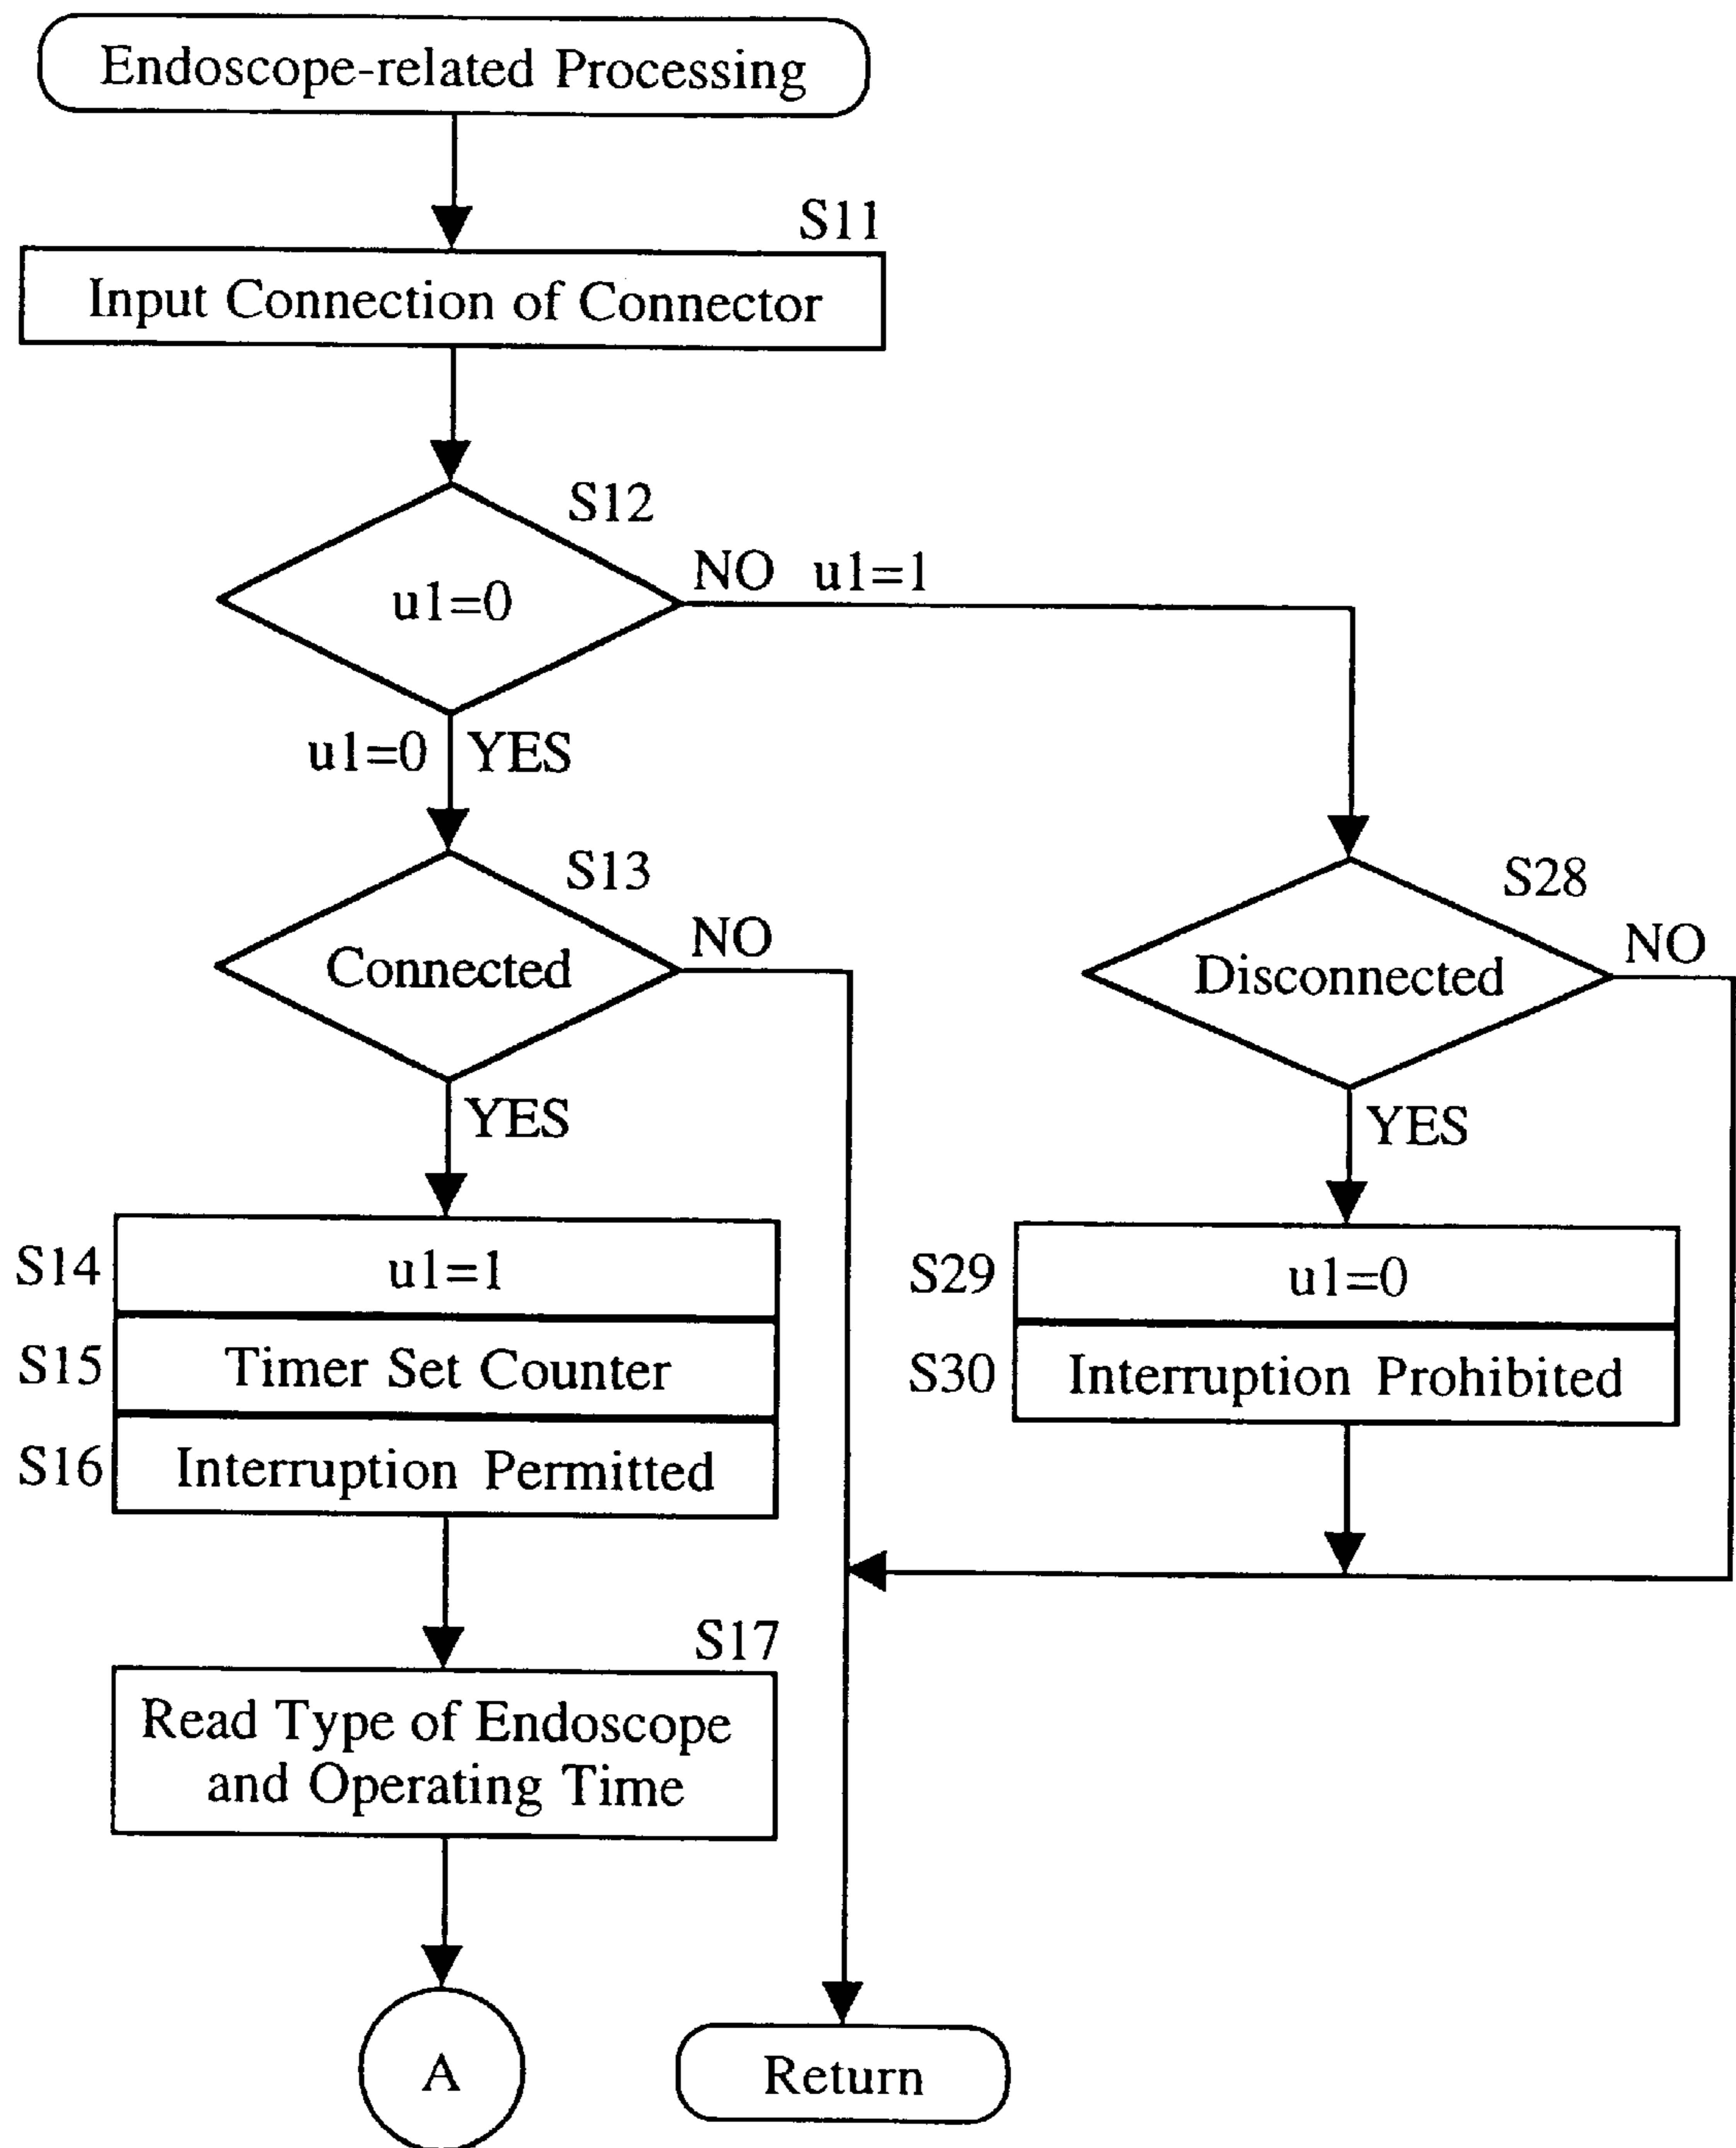 Endoscope-related Processing
S11
Input Connection of Connector
S12
u1=0
NO u1=1
u1=0 YES
S13
Connected
NO
S28
Disconnected
NO
YES
YES
S14 u1=1
S15 Timer Set Counter
S16 Interruption Permitted
S29 u1=0
S30 Interruption Prohibited
S17
Read Type of Endoscope
and Operating Time
A
Return